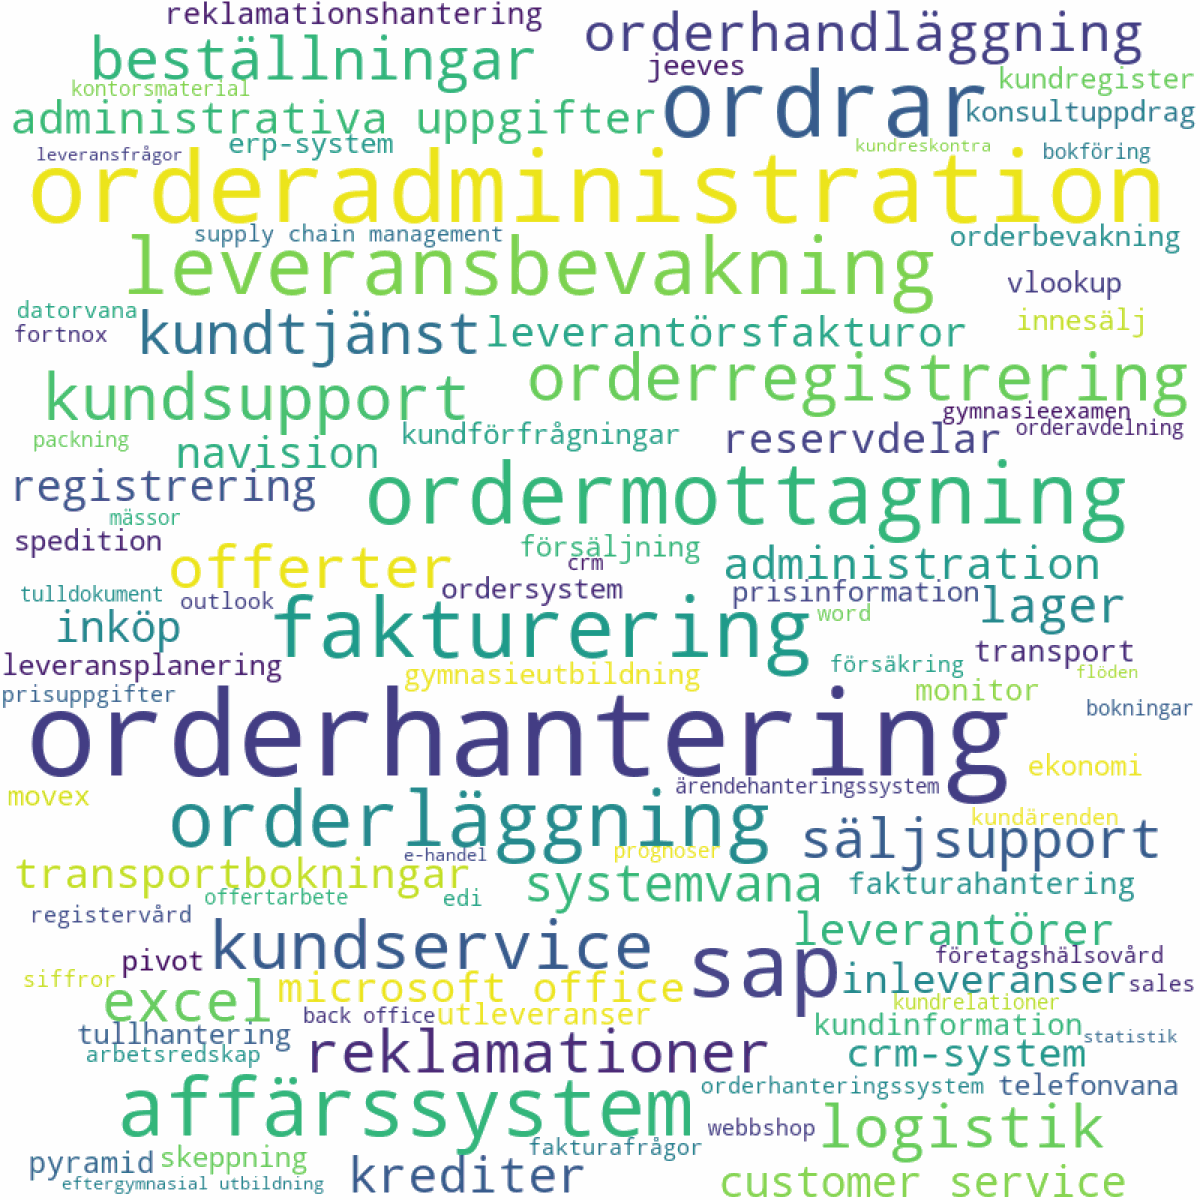 reklamationshantering
orderhandläggning
beställningar
jeeves
ordrar
kundregister
kontorsmaterial
konsultuppdrag
administrativa uppgifter
erp-system
kundreskontra
bokföring
leveransfrågor
orderadministration
supply chain management
orderbevakning
leveransbevakning
vlookup
datorvana
innesälj
fortnox
kundtjänst
leverantörsfakturor
orderregistrering
kundsupport
gymnasieexamen
orderavdelning
packning
kundförfrågningar
reservdelar
navision
registrering
ordermottagning
mässor
spedition
försäljning
offerter
crm
administration
ordersystem
prisinformation
tulldokument
outlook
lager
word
inköp
fakturering
transport
leveransplanering
försäkring
flöden
gymnasieutbildning
monitor
prisuppgifter
bokningar
orderhantering
ekonomi
ärendehanteringssystem
movex
kundärenden
orderläggning
säljsupport
e-handel
prognoser
transportbokningar
systemvana
fakturahantering
offertarbete
edi
registervård
leverantörer
kundservice
företagshälsovård
pivot
sap
siffror
inleveranser
sales
microsoft office
excel
kundrelationer
back office
utleveranser
kundinformation
tullhantering
statistik
arbetsredskap
reklamationer
crm-system
orderhanteringssystem
telefonvana
affärssystem
webbshop
logistik
fakturafrågor
pyramid
skeppning
krediter
eftergymnasial utbildning
customer service